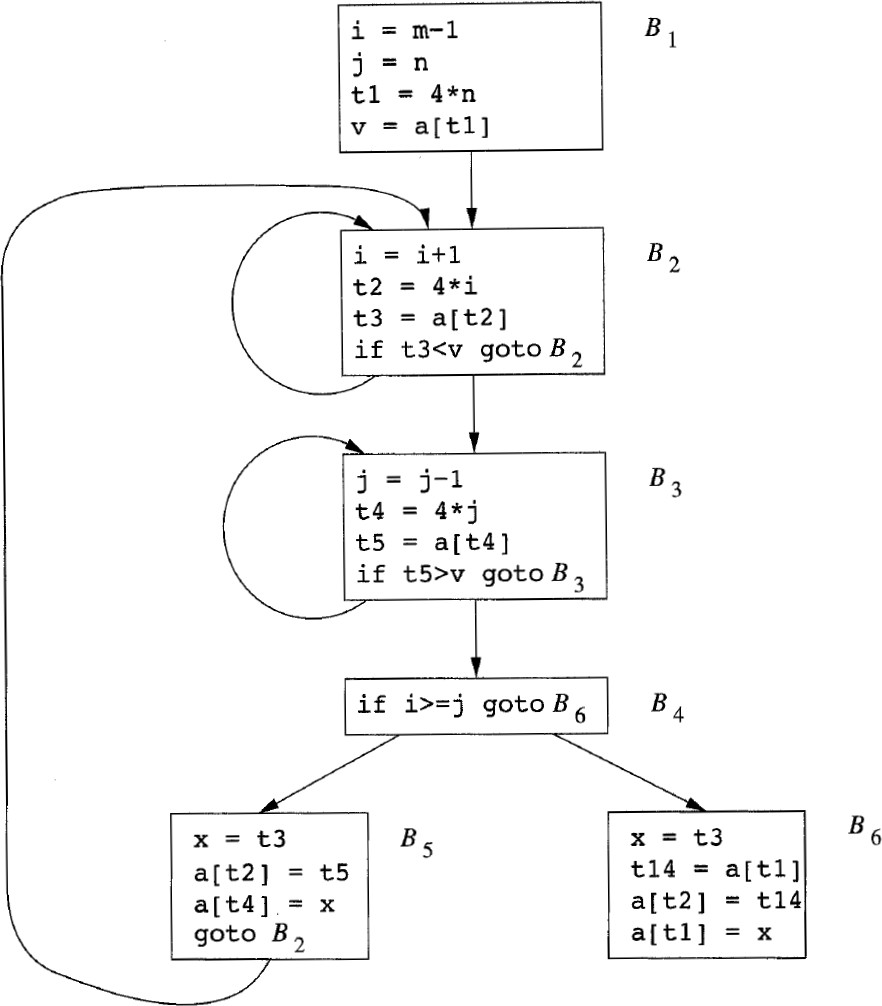 i = m-1
j = n
t1 = 4*n
v = a[t1]
B1
i = i+1
t2 = 4*i
t3 = a[t2]
if t3<v goto B2
B2
j = j-1
t4 = 4*j
t5 = a[t4]
if t5>v goto B3
B3
if i>=j goto B6
B4
x = t3
a[t2] = t5
a[t4] = x
goto B2
B5
x = t3
t14 = a[t1]
a[t2] = t14
a[t1] = x
B6